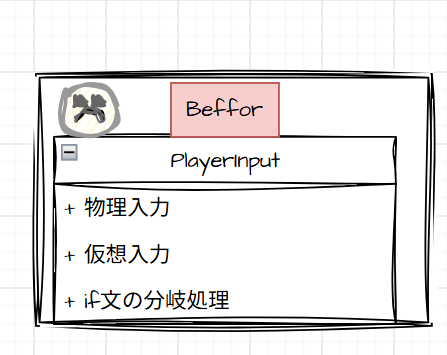 Beffor
PlayerInput
+ 物理入力
+ 仮想入力
+ if文の分岐処理